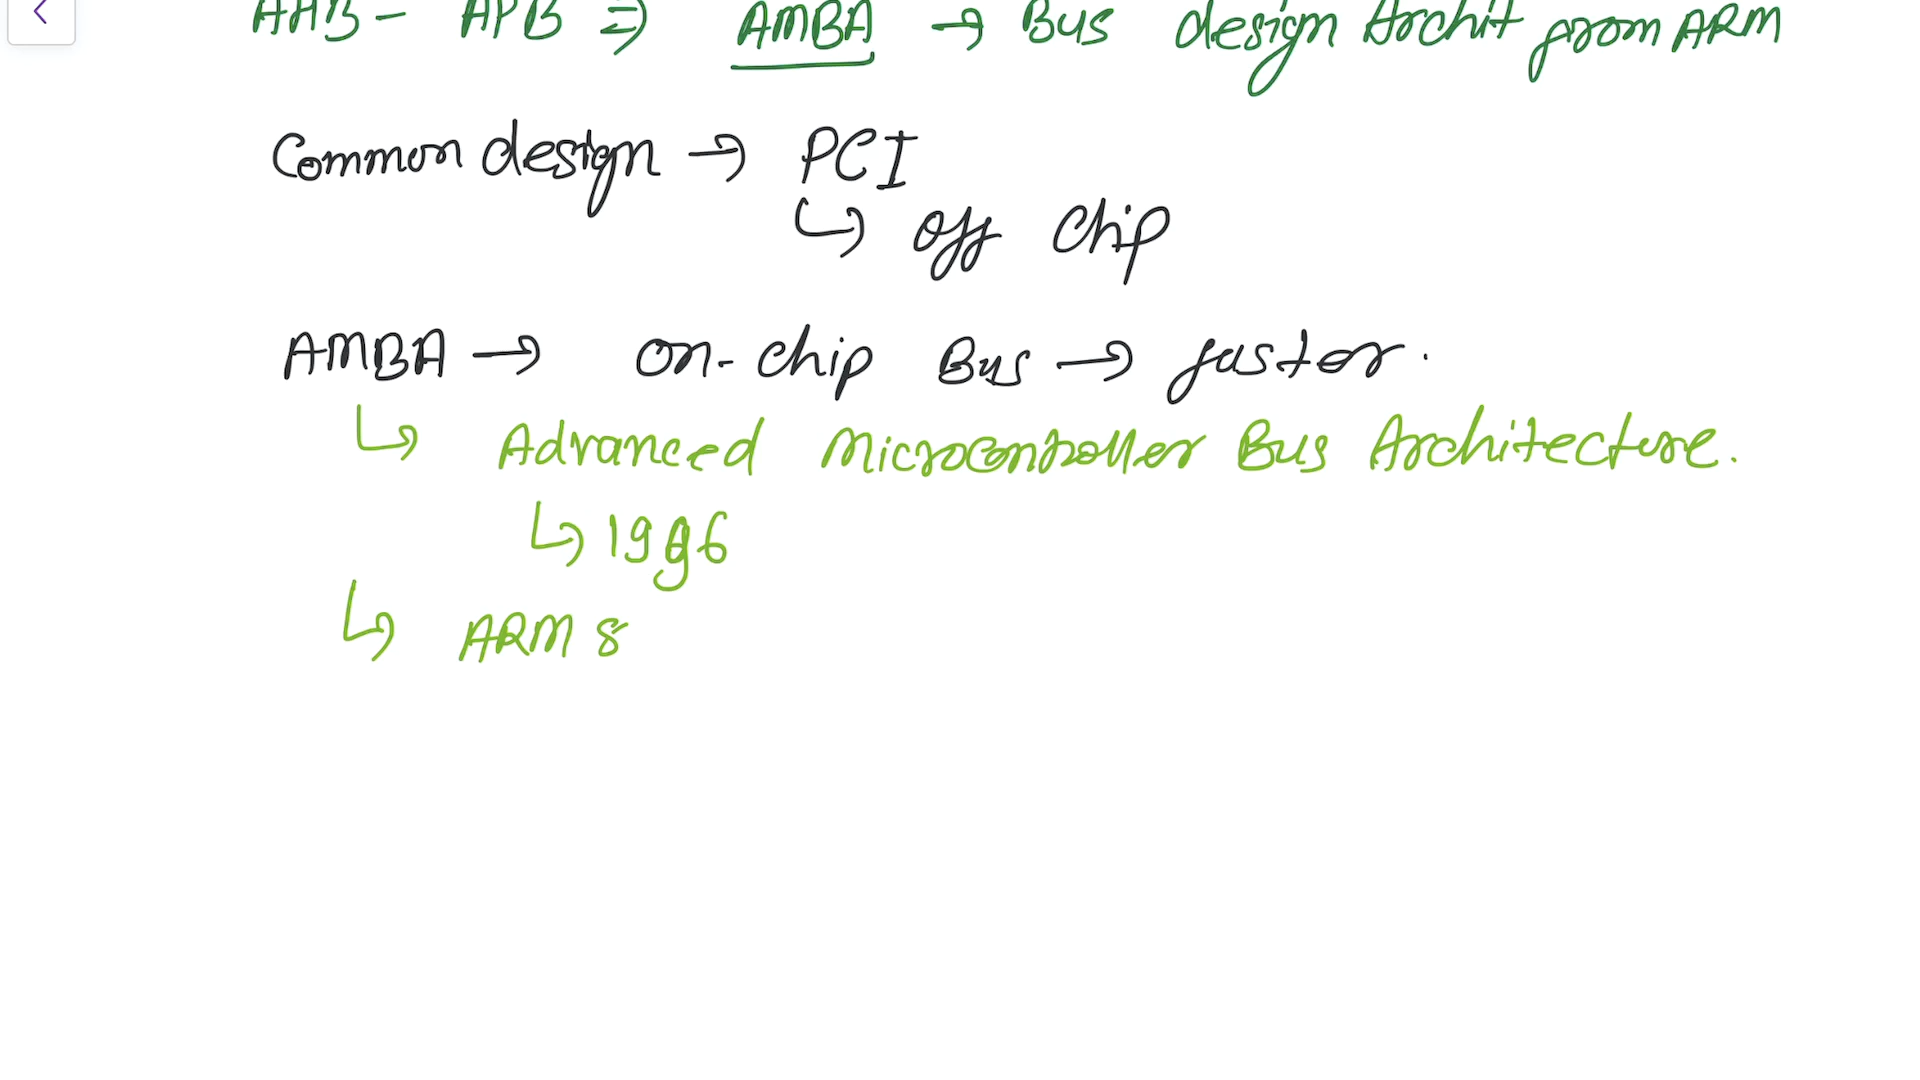 AHB - APB ⇒ AMBA → Bus design Archit from ARM
Common design → PCI
↳ off chip
AMBA → on-chip Bus → faster.
↳ Advanced Microcontroller Bus Architecture.
↳ 1996
↳ ARM 8